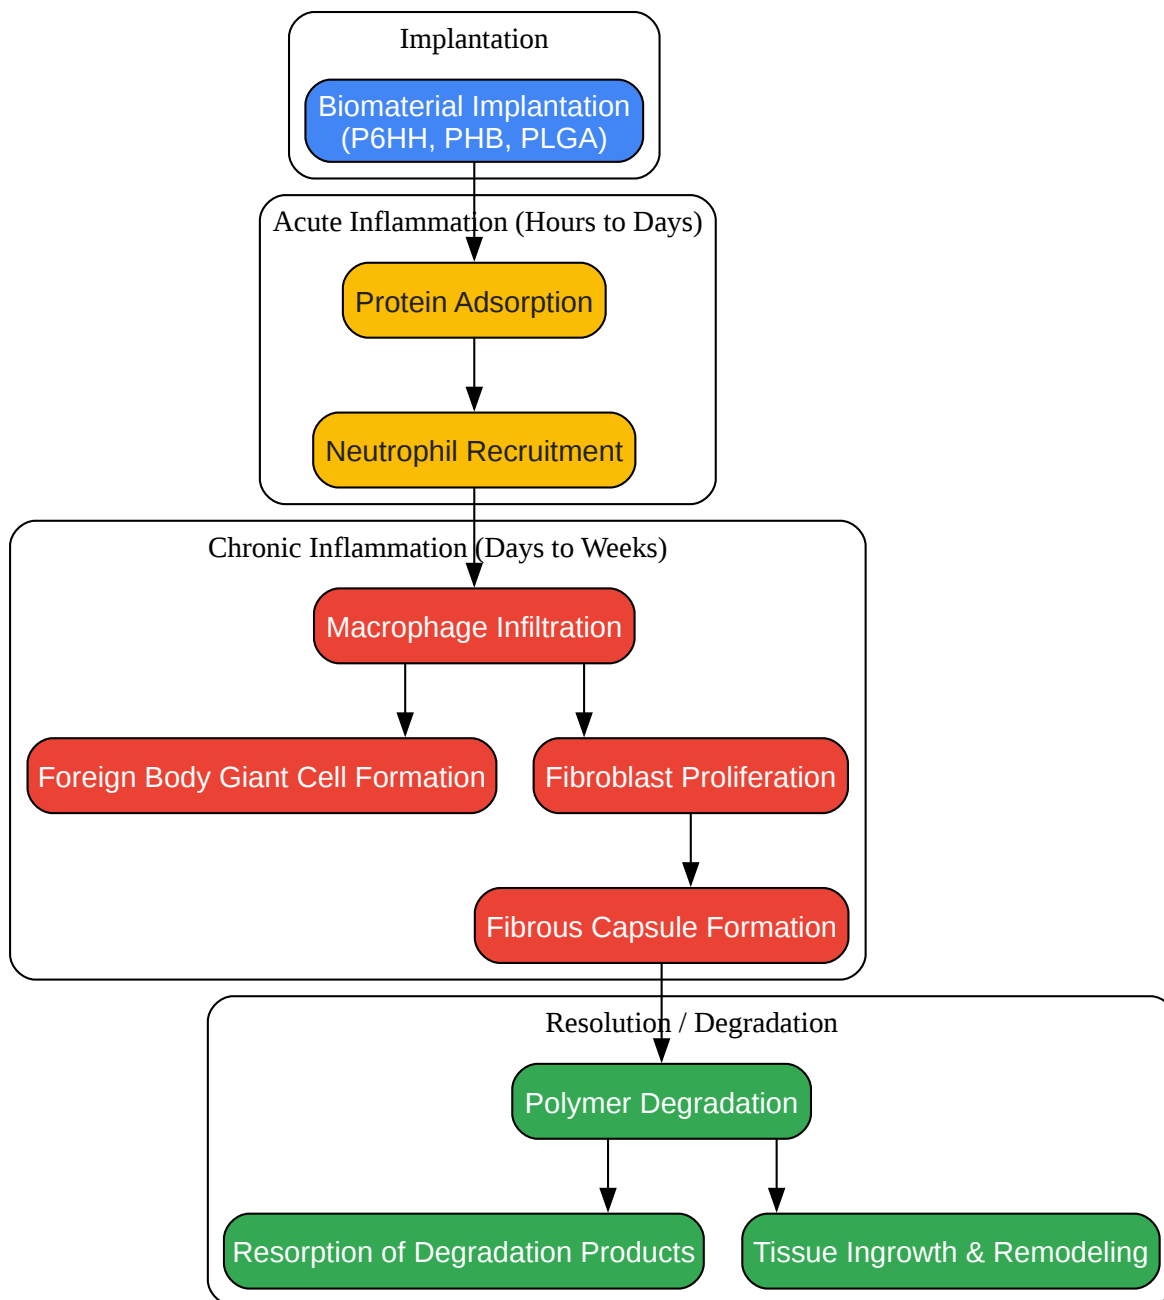 Implantation
Biomaterial Implantation
(P6HH, PHB, PLGA)
Acute Inflammation (Hours to Days)
Protein Adsorption
Neutrophil Recruitment
Chronic Inflammation (Days to Weeks)
Macrophage Infiltration
Foreign Body Giant Cell Formation
Fibroblast Proliferation
Fibrous Capsule Formation
Resolution / Degradation
Polymer Degradation
Resorption of Degradation Products
Tissue Ingrowth & Remodeling